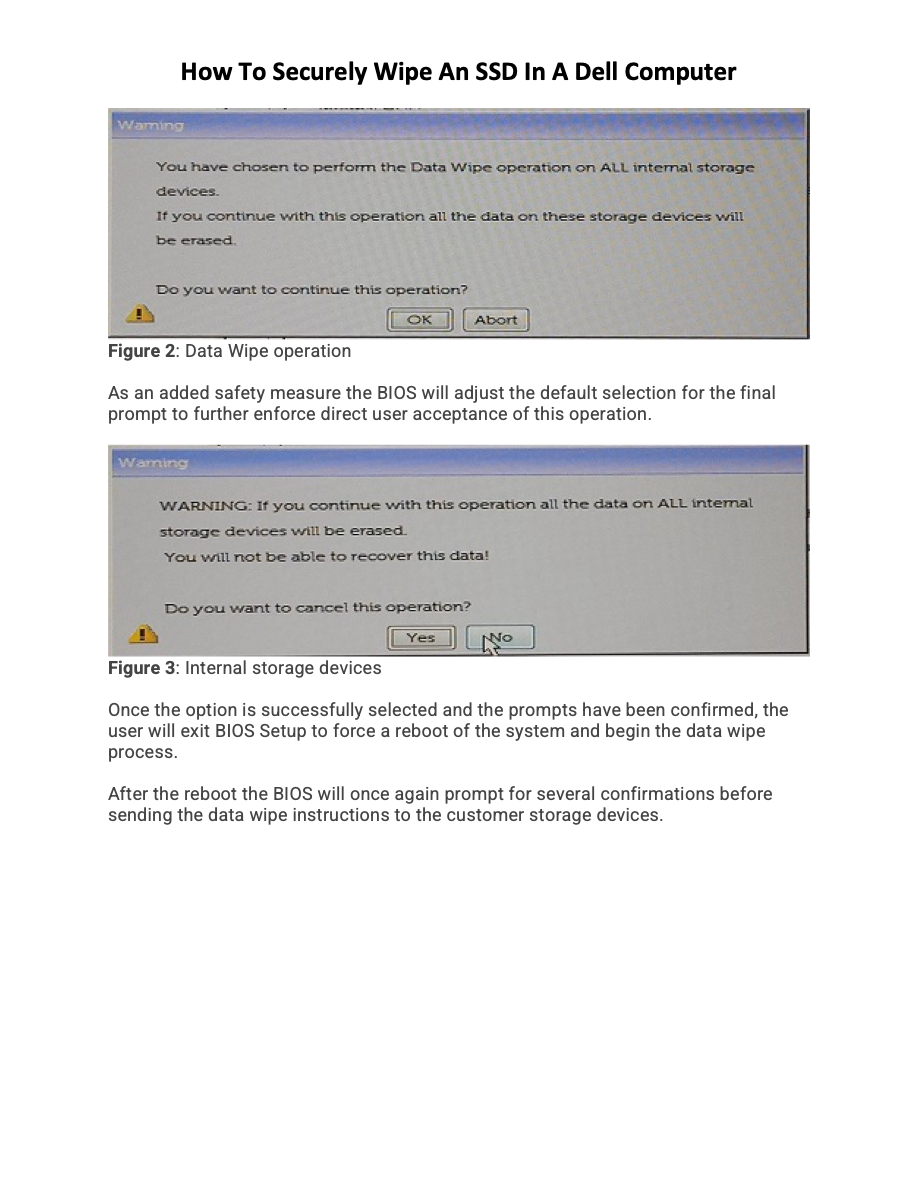 How To Securely Wipe An SSD In A Dell Computer
Warning
You have chosen to perform the Data Wipe operation on ALL internal storage
devices.
If you continue with this operation all the data on these storage devices will
be erased.
Do you want to continue this operation?
OK Abort
Figure 2: Data Wipe operation
As an added safety measure the BIOS will adjust the default selection for the final
prompt to further enforce direct user acceptance of this operation.
Warning
WARNING: If you continue with this operation all the data on ALL internal
storage devices will be erased.
You will not be able to recover this data!
Do you want to cancel this operation?
Yes No
Figure 3: Internal storage devices
Once the option is successfully selected and the prompts have been confirmed, the
user will exit BIOS Setup to force a reboot of the system and begin the data wipe
process.
After the reboot the BIOS will once again prompt for several confirmations before
sending the data wipe instructions to the customer storage devices.